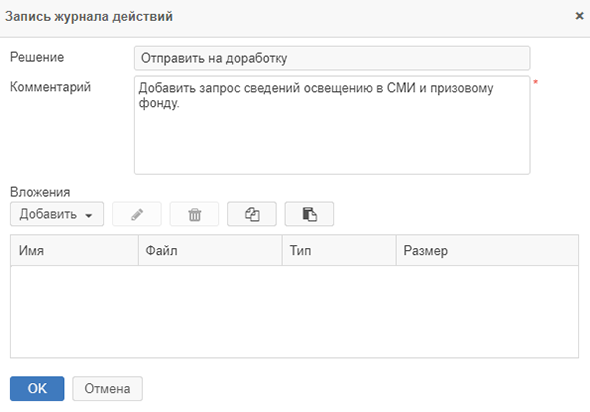 Запись журнала действий
Решение
Отправить на доработку
Комментарий
Добавить запрос сведений освещению в СМИ и призовому
фонду.
*
Вложения
Добавить
Имя Файл Тип Размер
OK Отмена